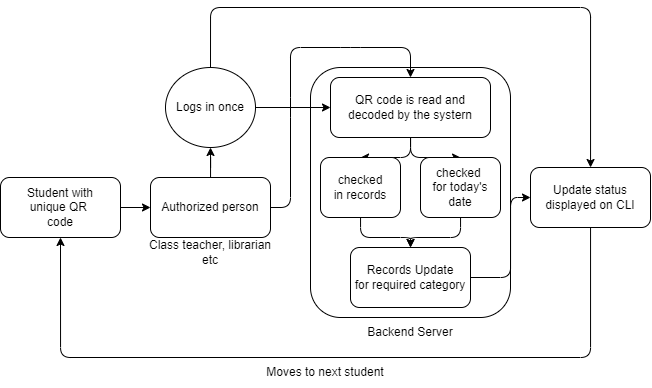 Logs in once
QR code is read and
decoded by the systern
Student with
unique QR
code
Authorized person
Class teacher, librarian
etc
checked
in records
checked
for today's
date
Update status
displayed on CLI
Records Update
for required category
Backend Server
Moves to next student